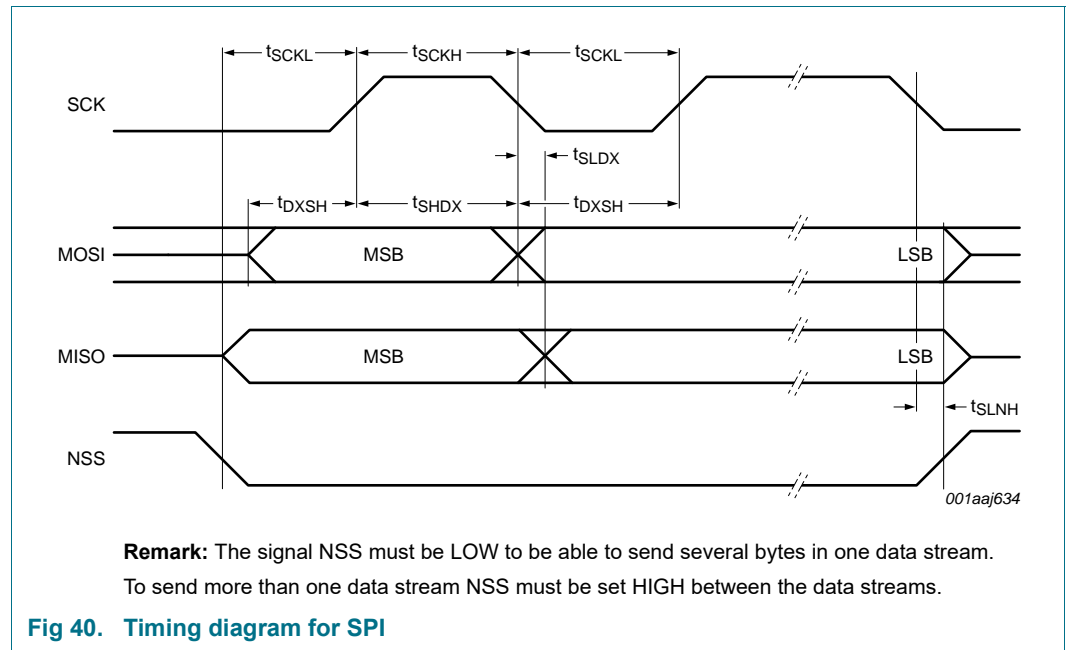 tSCKL tSCKH tSCKL
SCK
tSLDX
tDXSH tSHDX tDXSH
MOSI MSB LSB
MISO MSB LSB
tSLNH
NSS
001aaj634
Remark: The signal NSS must be LOW to be able to send several bytes in one data stream.
To send more than one data stream NSS must be set HIGH between the data streams.
Fig 40. Timing diagram for SPI